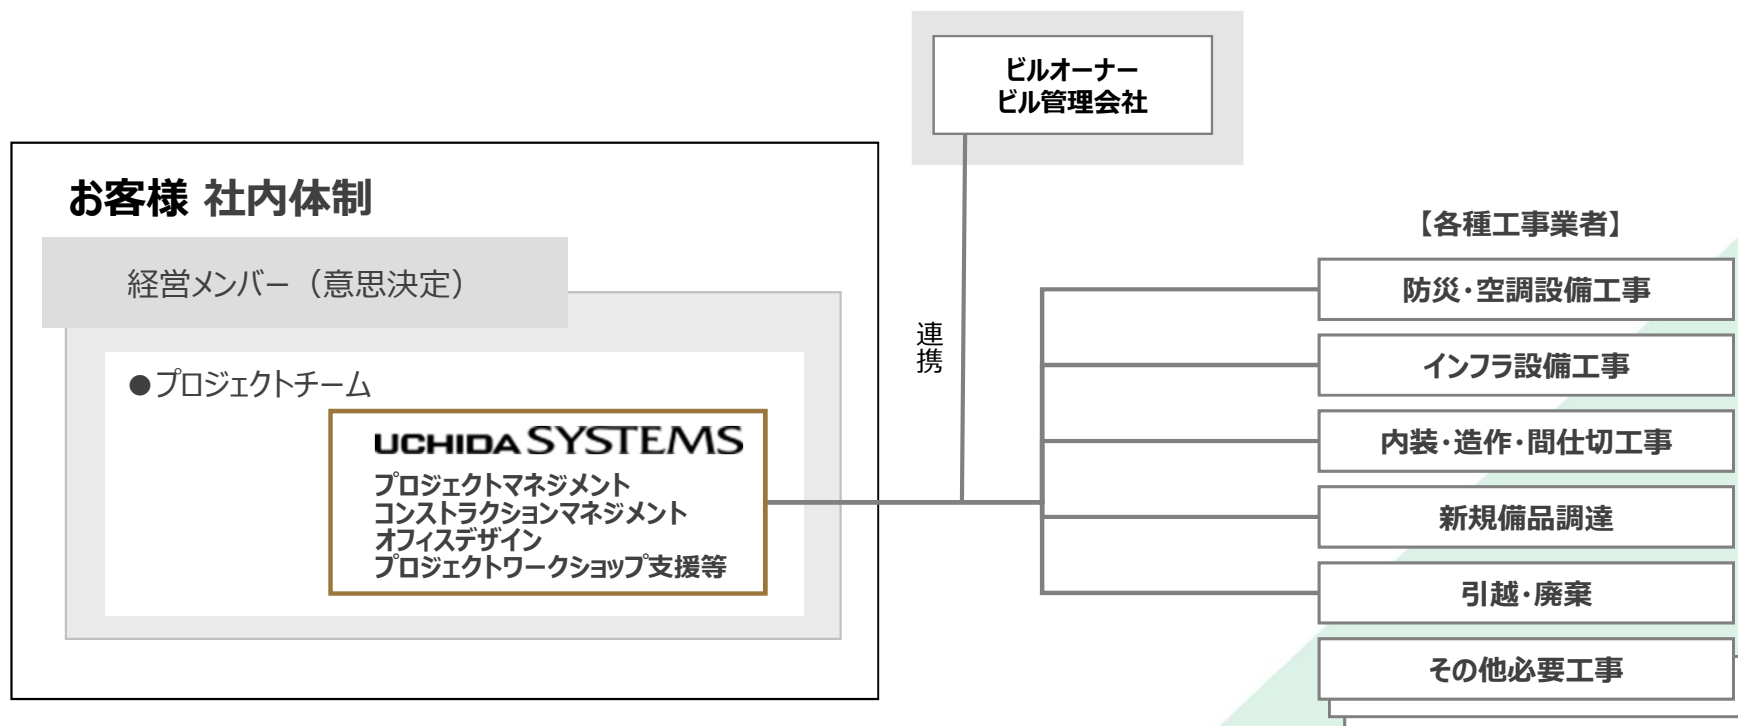 ビルオーナー
ビル管理会社
お客様 社内体制
経営メンバー（意思決定）
●プロジェクトチーム
UCHIDA SYSTEMS
プロジェクトマネジメント
コンストラクションマネジメント
オフィスデザイン
プロジェクトワークショップ支援等
連携
【各種工事業者】
防災・空調設備工事
インフラ設備工事
内装・造作・間仕切工事
新規備品調達
引越・廃棄
その他必要工事